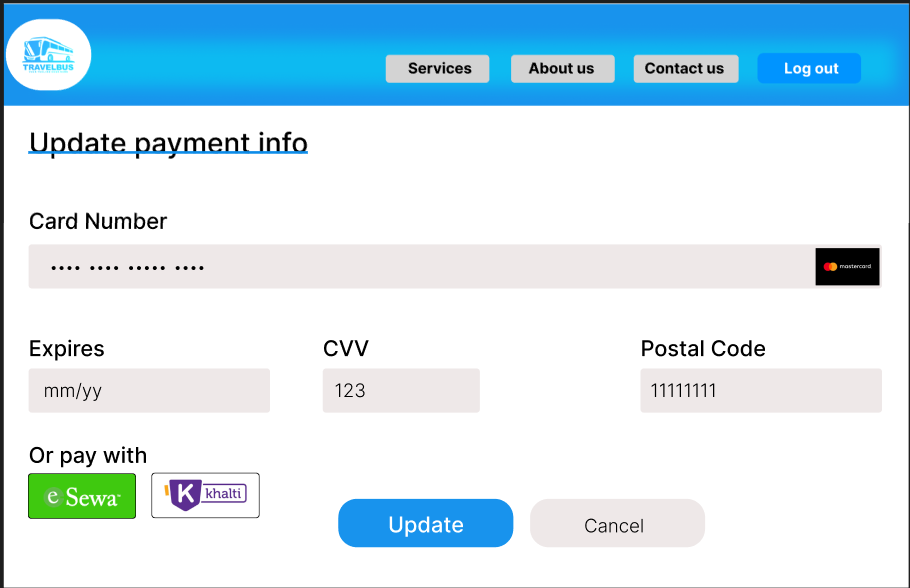 TRAVELBUS
Services
About us
Contact us
Log out
Update payment info
Card Number
•••• •••• ••••• ••••
mastercard
Expires
CVV
Postal Code
mm/yy
123
11111111
Or pay with
eSewa
khalti
Update
Cancel